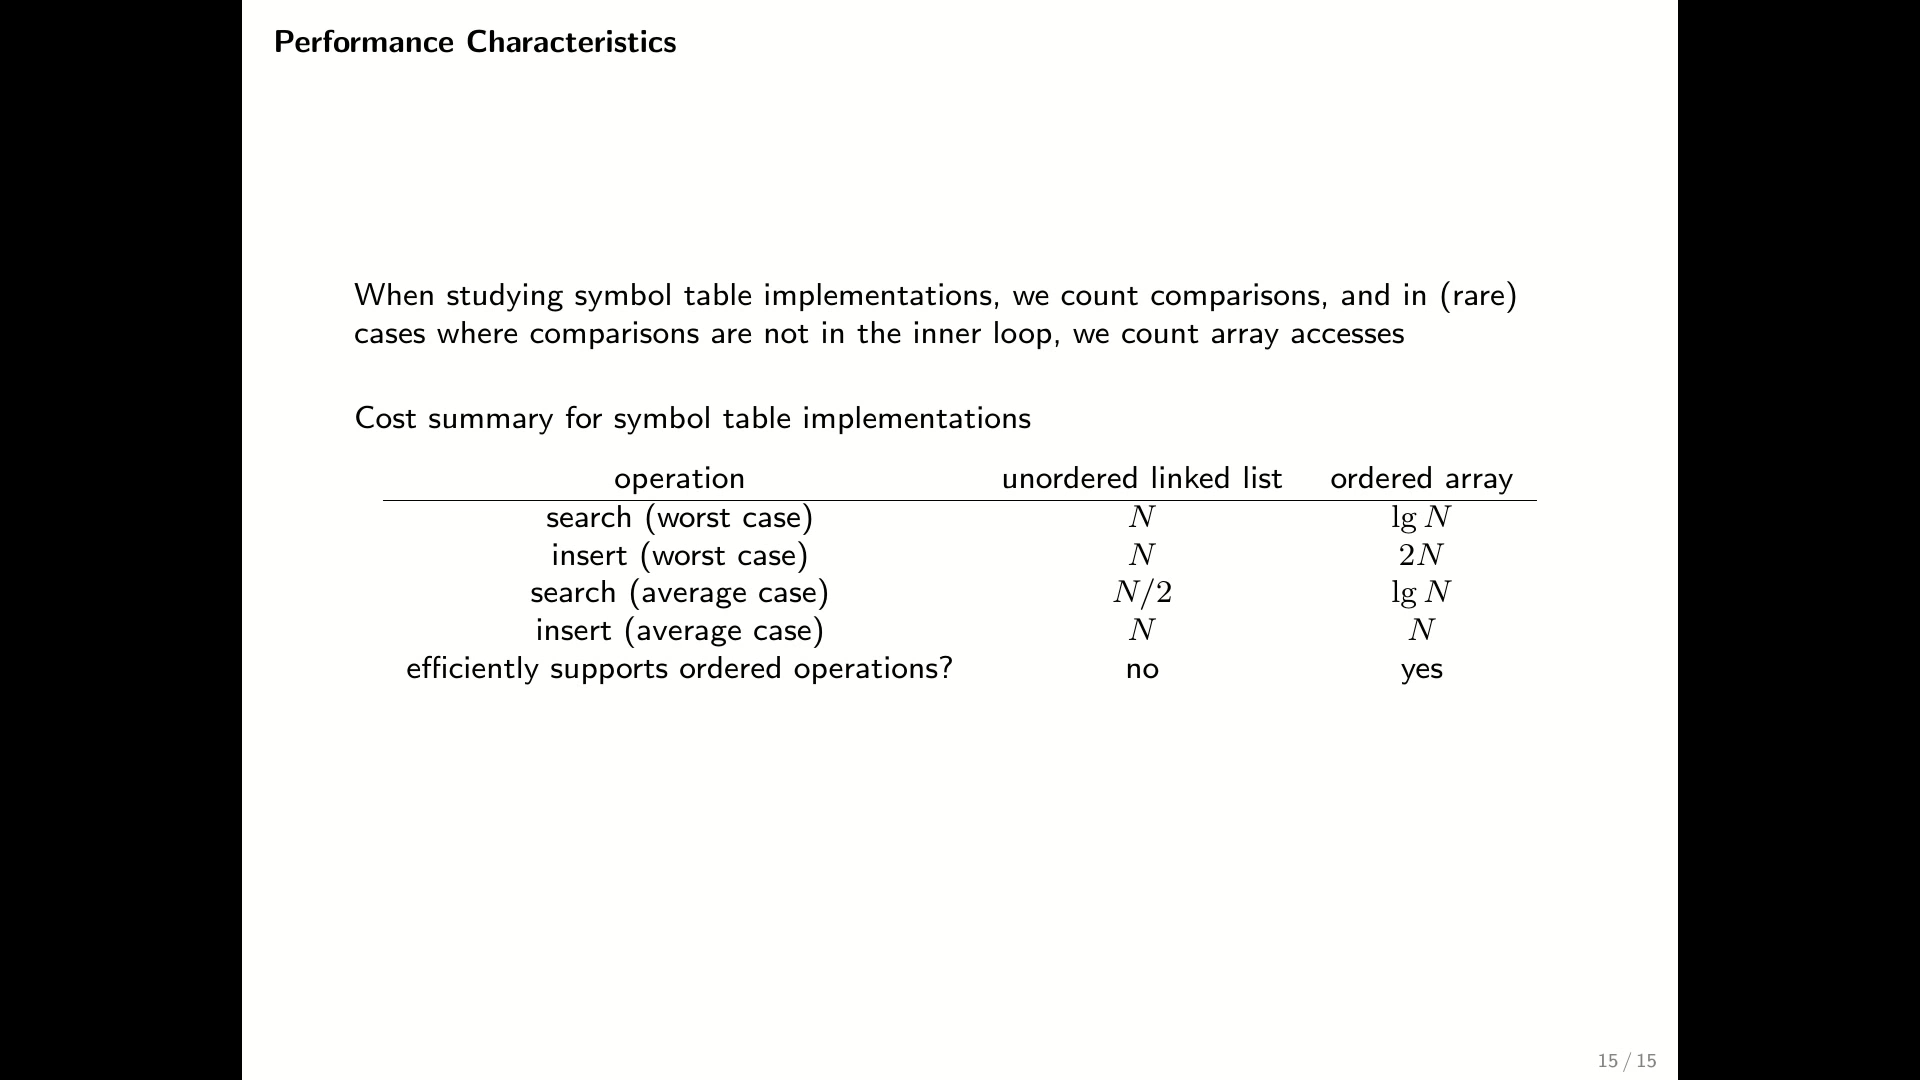 Performance Characteristics
When studying symbol table implementations, we count comparisons, and in (rare)
cases where comparisons are not in the inner loop, we count array accesses
Cost summary for symbol table implementations
operation unordered linked list ordered array
search (worst case) N lg N
insert (worst case) N 2N
search (average case) N/2 lg N
insert (average case) N N
efficiently supports ordered operations? no yes
15 / 15